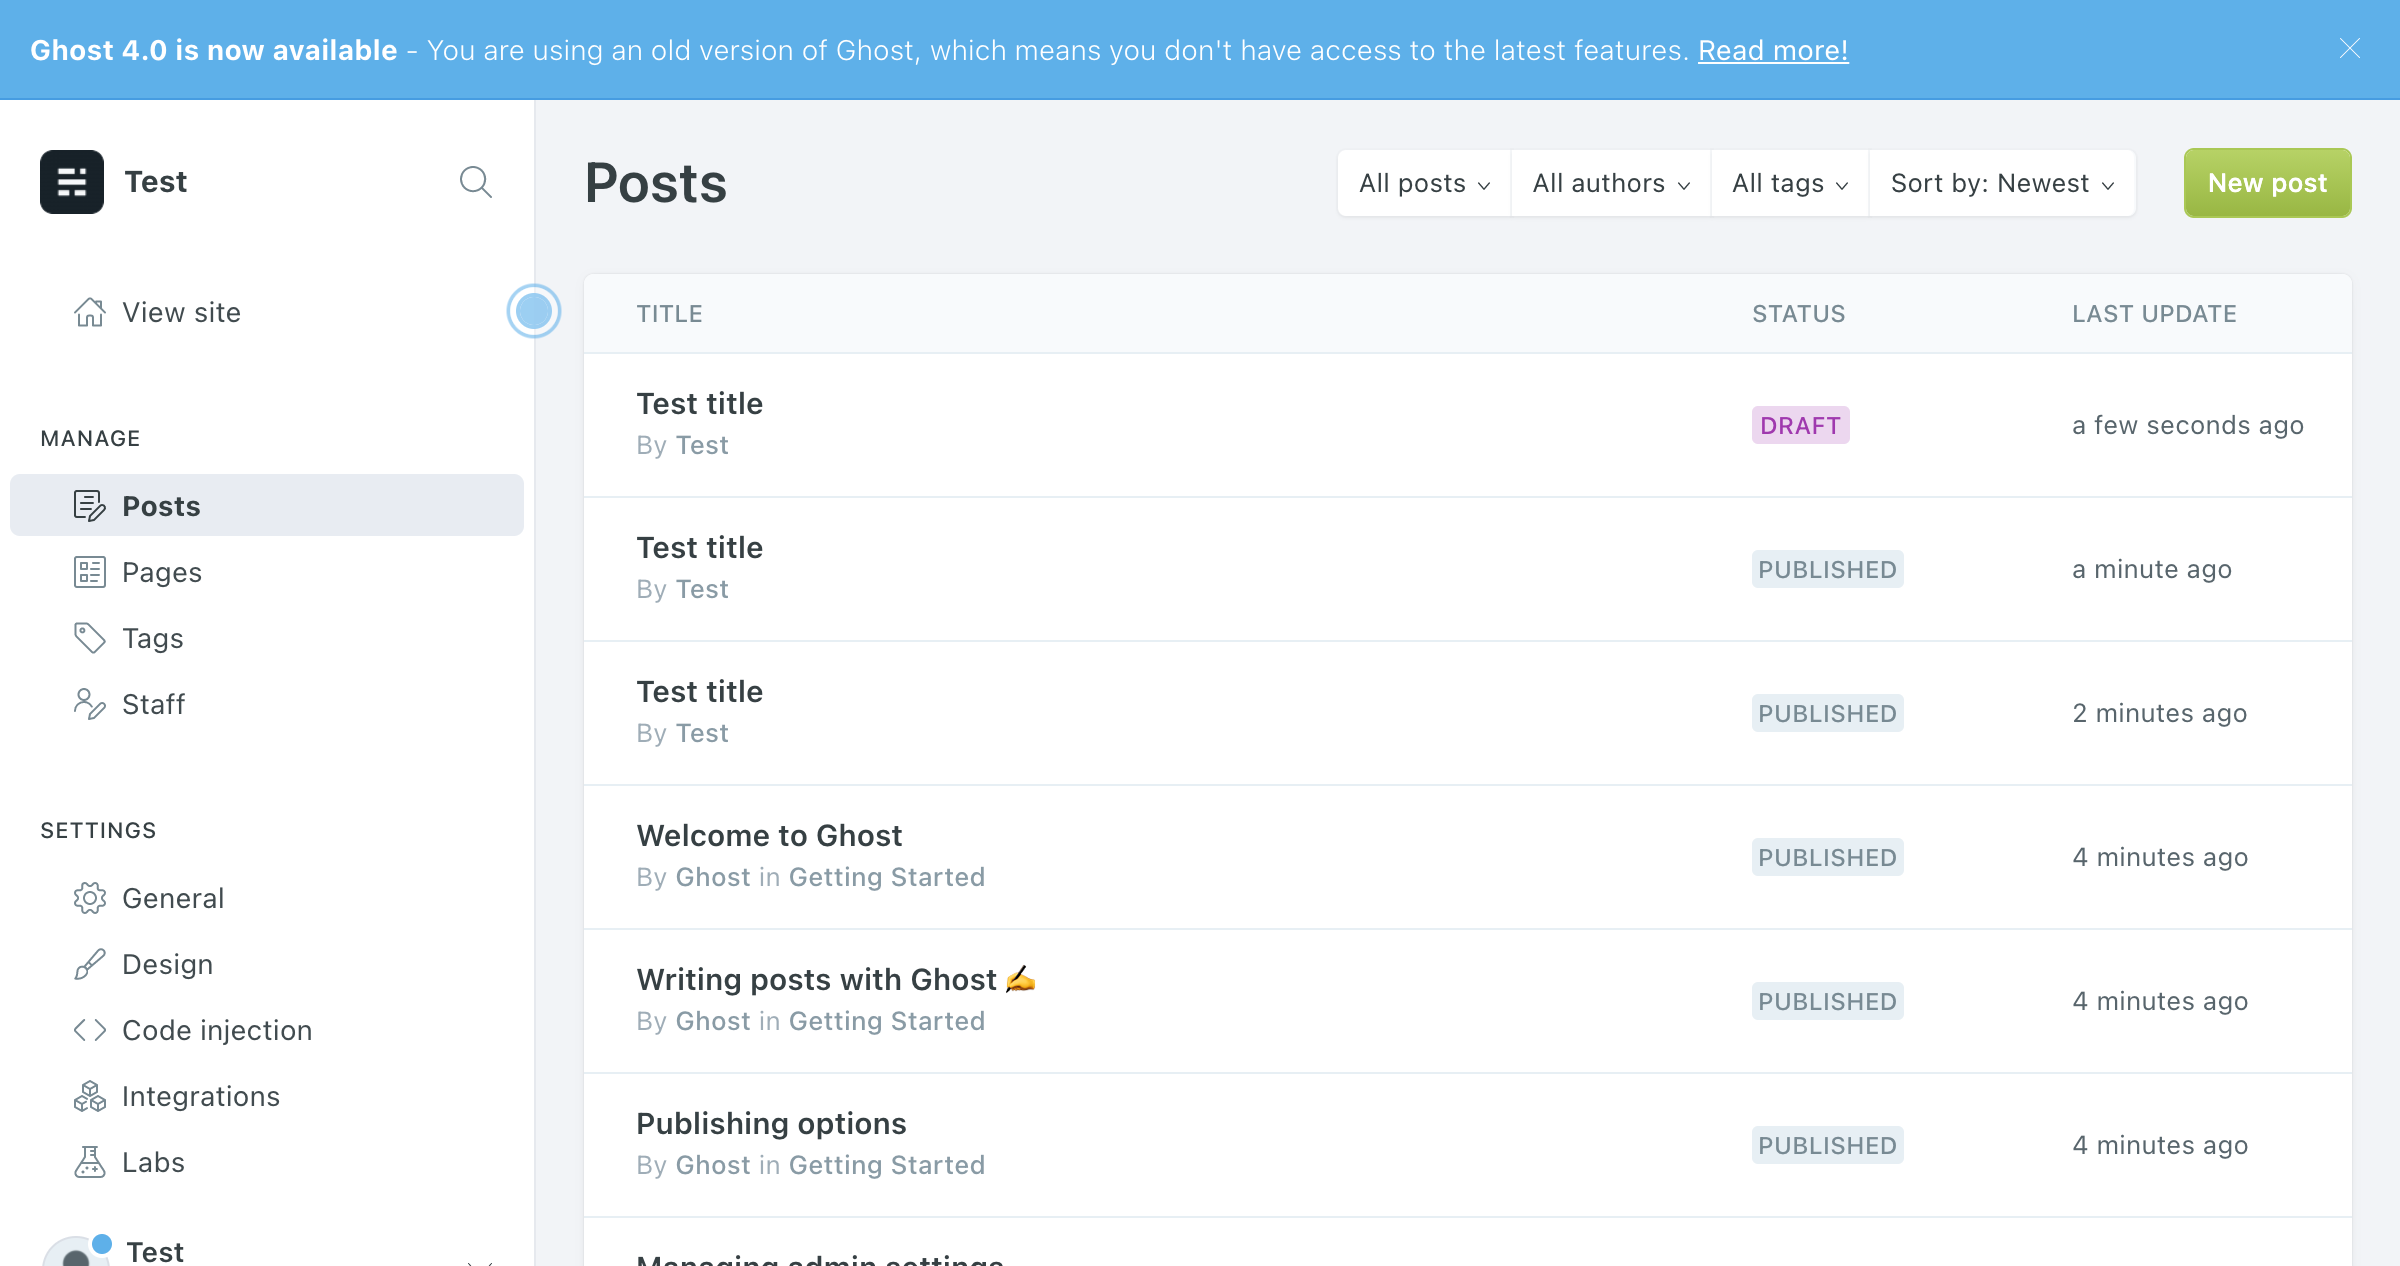 Ghost 4.0 is now available - You are using an old version of Ghost, which means you don't have access to the latest features. Read more!
Test
View site
MANAGE
Posts
Pages
Tags
Staff
SETTINGS
General
Design
Code injection
Integrations
Labs
Test
Posts
All posts
All authors
All tags
Sort by: Newest
New post
TITLE STATUS LAST UPDATE
Test title
By Test
DRAFT
a few seconds ago
Test title
By Test
PUBLISHED
a minute ago
Test title
By Test
PUBLISHED
2 minutes ago
Welcome to Ghost
By Ghost in Getting Started
PUBLISHED
4 minutes ago
Writing posts with Ghost ✍️
By Ghost in Getting Started
PUBLISHED
4 minutes ago
Publishing options
By Ghost in Getting Started
PUBLISHED
4 minutes ago
Managing admin settings